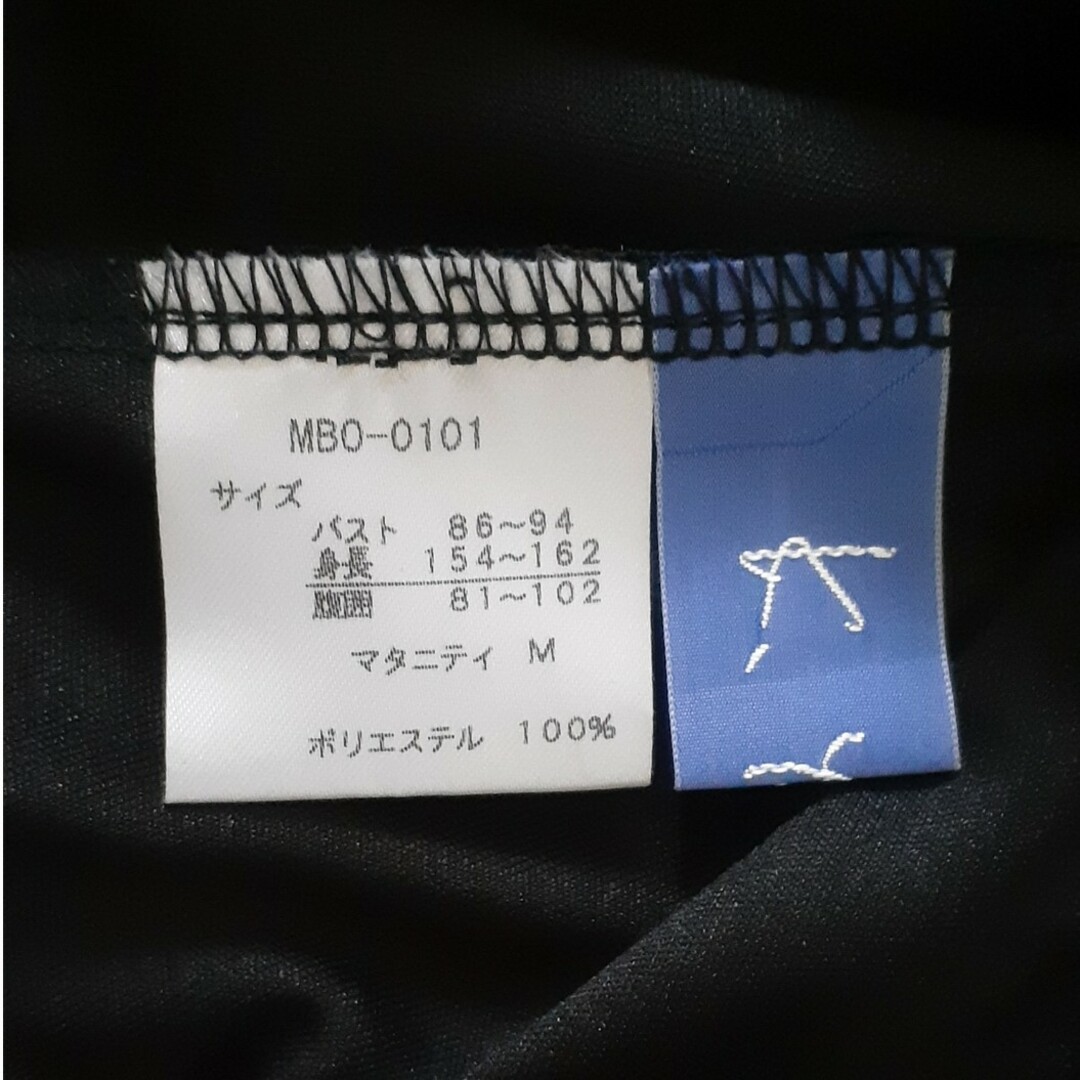 MBO-0101
サイズ
バスト 86~94
身長 154~162
腹囲 81~102
マタニティ M
ポリエステル 100%